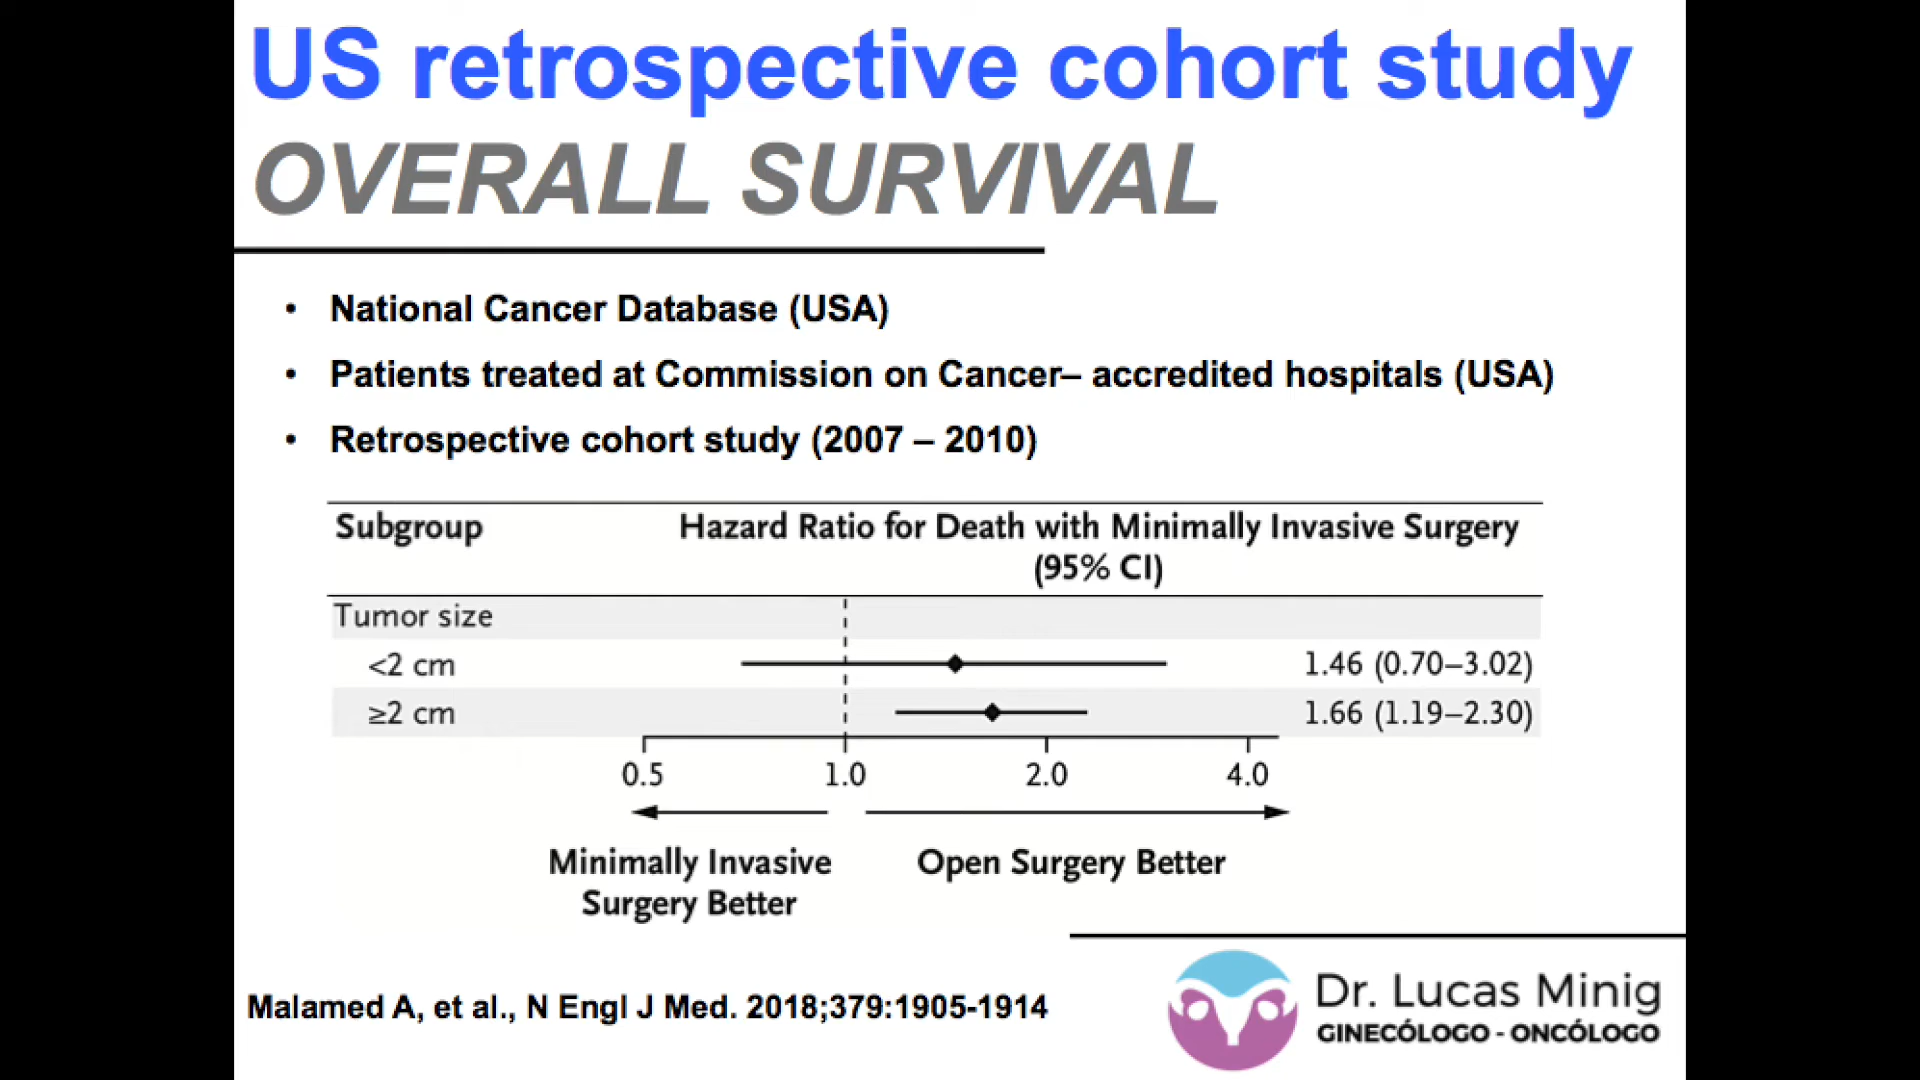 US retrospective cohort study
OVERALL SURVIVAL
• National Cancer Database (USA)
• Patients treated at Commission on Cancer– accredited hospitals (USA)
• Retrospective cohort study (2007 – 2010)
Subgroup Hazard Ratio for Death with Minimally Invasive Surgery
(95% CI)
Tumor size
<2 cm 1.46 (0.70–3.02)
≥2 cm 1.66 (1.19–2.30)
0.5 1.0 2.0 4.0
Minimally Invasive Open Surgery Better
Surgery Better
Malamed A, et al., N Engl J Med. 2018;379:1905-1914
Dr. Lucas Minig
GINECÓLOGO - ONCÓLOGO